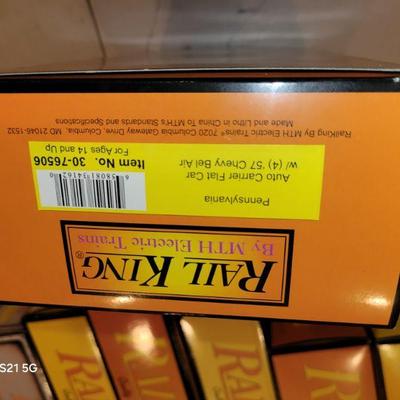 RAIL KING®
By MTH Electric Trains
Pennsylvania
Auto Carrier Flat Car
w/ (4) '57 Chevy Bel Air
Item No. 30-76506
For Ages 14 and Up
RailKing By MTH Electric Trains® 7020 Columbia Gateway Drive, Columbia, MD 21046-1532
Made and Litho in China To MTH's Standards and Specifications
S21 5G